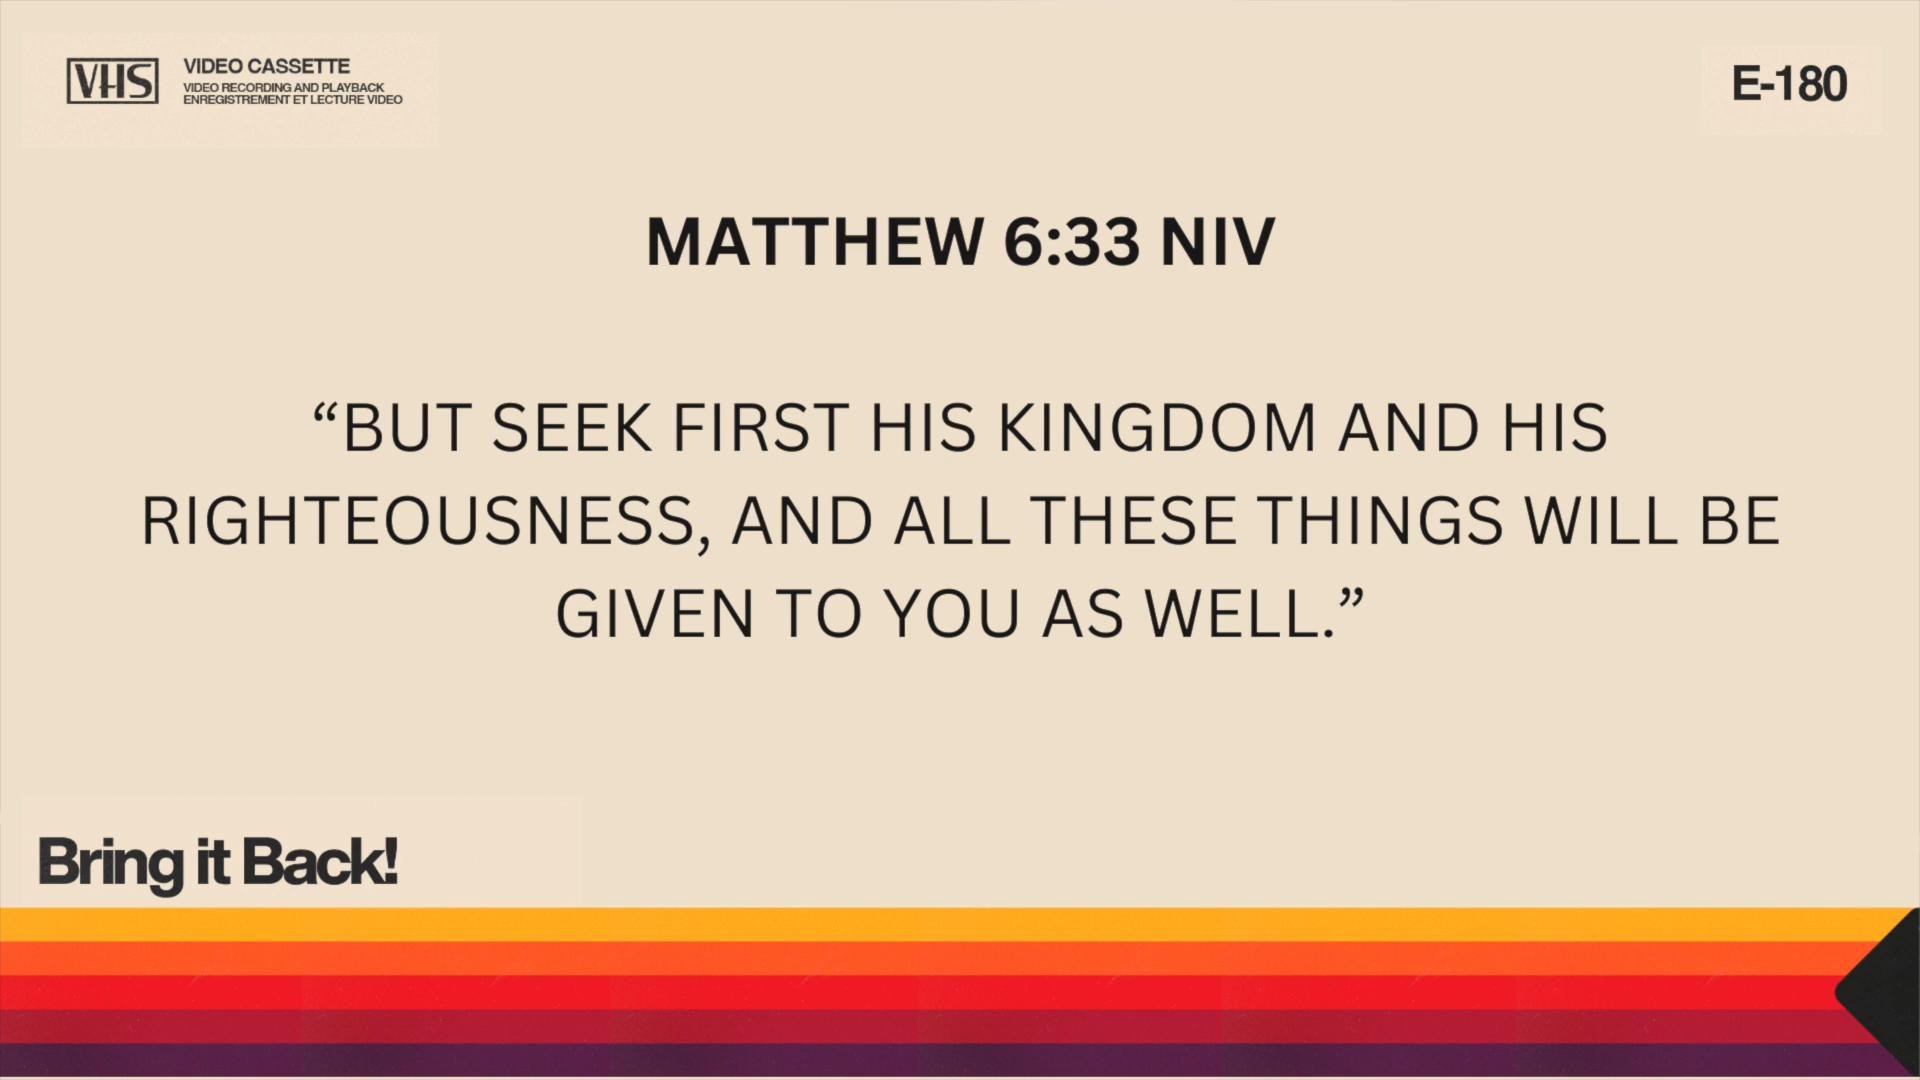 VHS
VIDEO CASSETTE
VIDEO RECORDING AND PLAYBACK
ENREGISTREMENT ET LECTURE VIDEO
E-180
MATTHEW 6:33 NIV
“BUT SEEK FIRST HIS KINGDOM AND HIS
RIGHTEOUSNESS, AND ALL THESE THINGS WILL BE
GIVEN TO YOU AS WELL.”
Bring it Back!